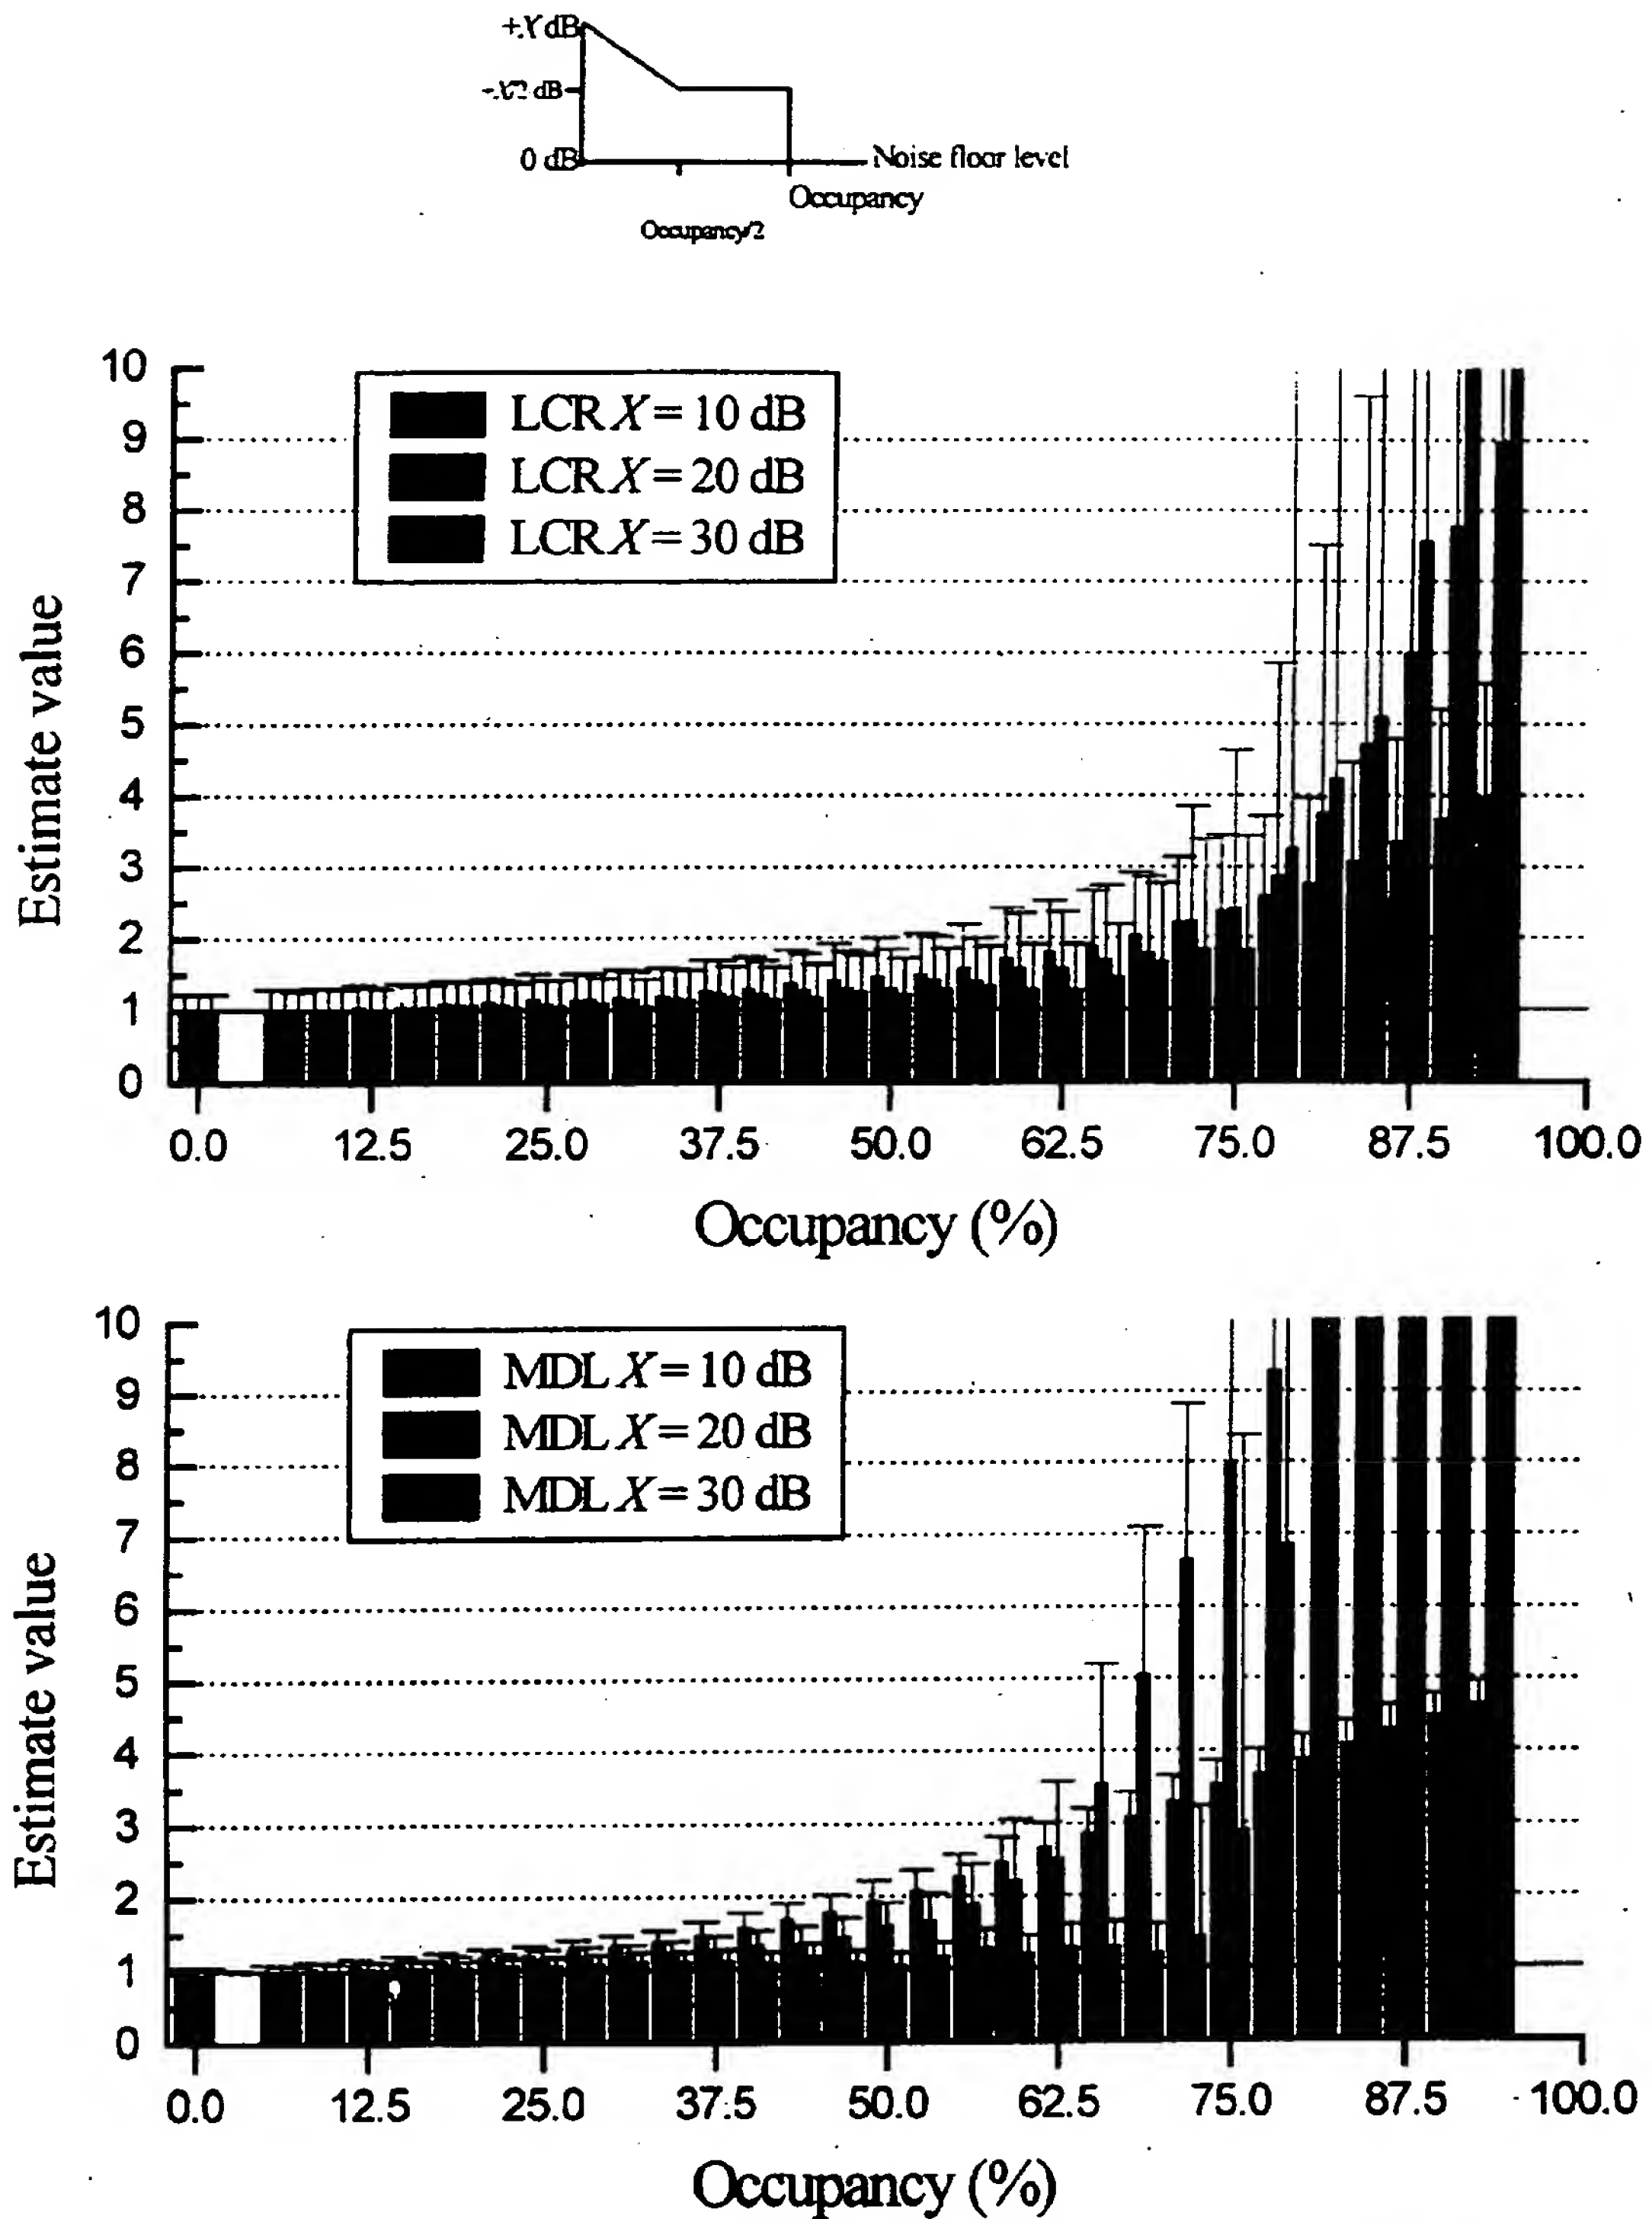 0 dB
Noise floor level
Occupancy
Occupancy/2
10
9
8
7
6
5
4
3
2
1
0
Estimate value
LCR X = 10 dB
LCR X = 20 dB
LCR X = 30 dB
0.0 12.5 25.0 37.5 50.0 62.5 75.0 87.5 100.0
Occupancy (%)
10
9
8
7
6
5
4
3
2
1
0
Estimate value
MDL X = 10 dB
MDL X = 20 dB
MDL X = 30 dB
0.0 12.5 25.0 37.5 50.0 62.5 75.0 87.5 100.0
Occupancy (%)